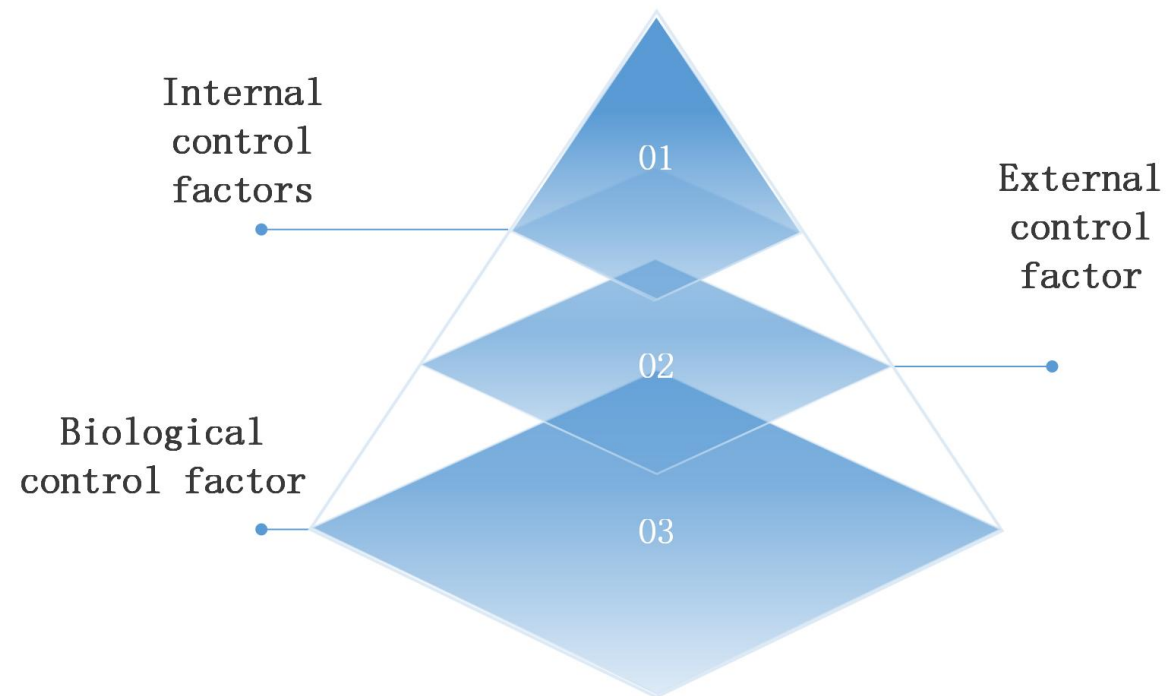 Internal
control
factors
01
External
control
factor
02
Biological
control factor
03